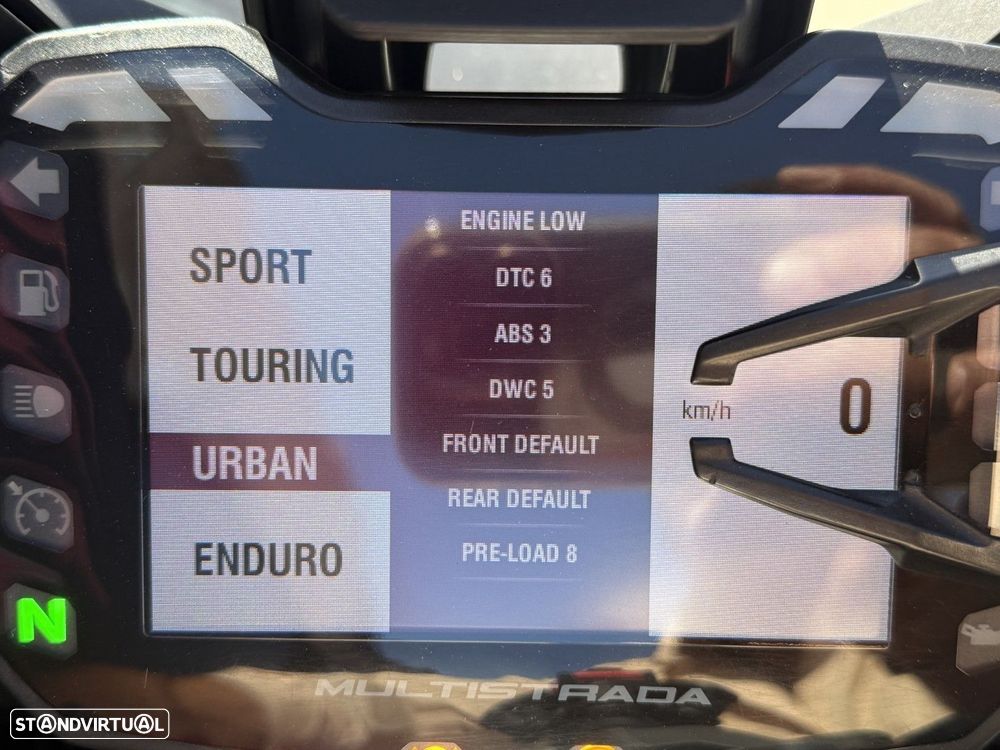 SPORT
TOURING
URBAN
ENDURO
ENGINE LOW
DTC 6
ABS 3
DWC 5
FRONT DEFAULT
REAR DEFAULT
PRE-LOAD 8
km/h
0
N
MULTISTRADA
STANDVIRTUAL